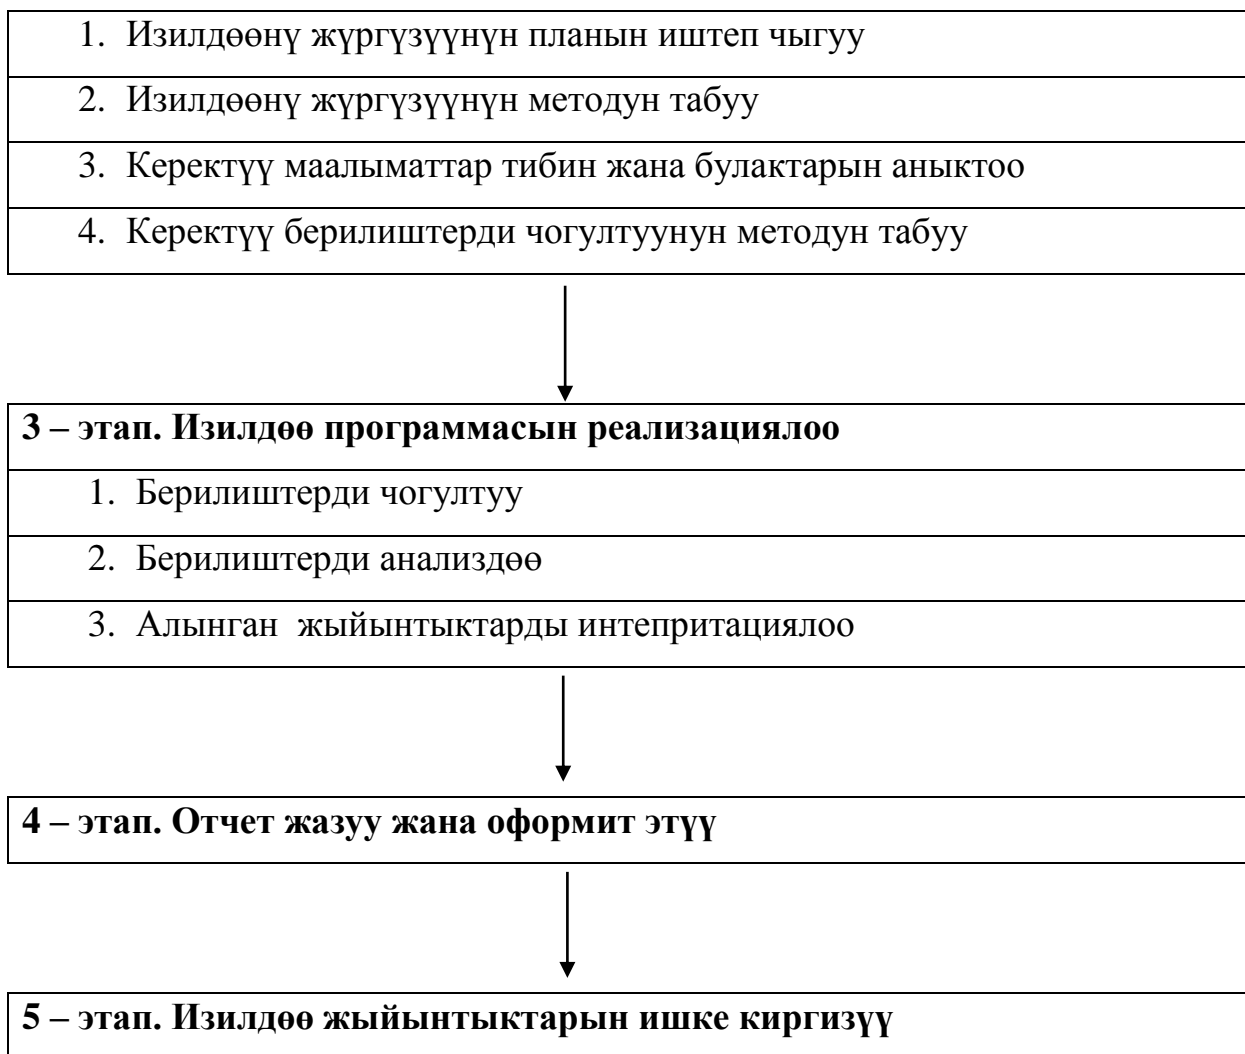 1. Изилдөөнү жүргүзүүнүн планын иштеп чыгуу
2. Изилдөөнү жүргүзүүнүн методун табуу
3. Керектүү маалыматтар тибин жана булактарын аныктоо
4. Керектүү берилиштерди чогултуунун методун табуу
3 – этап. Изилдөө программасын реализациялоо
1. Берилиштерди чогултуу
2. Берилиштерди анализдөө
3. Алынган жыйынтыктарды интепритациялоо
4 – этап. Отчет жазуу жана оформит этүү
5 – этап. Изилдөө жыйынтыктарын ишке киргизүү